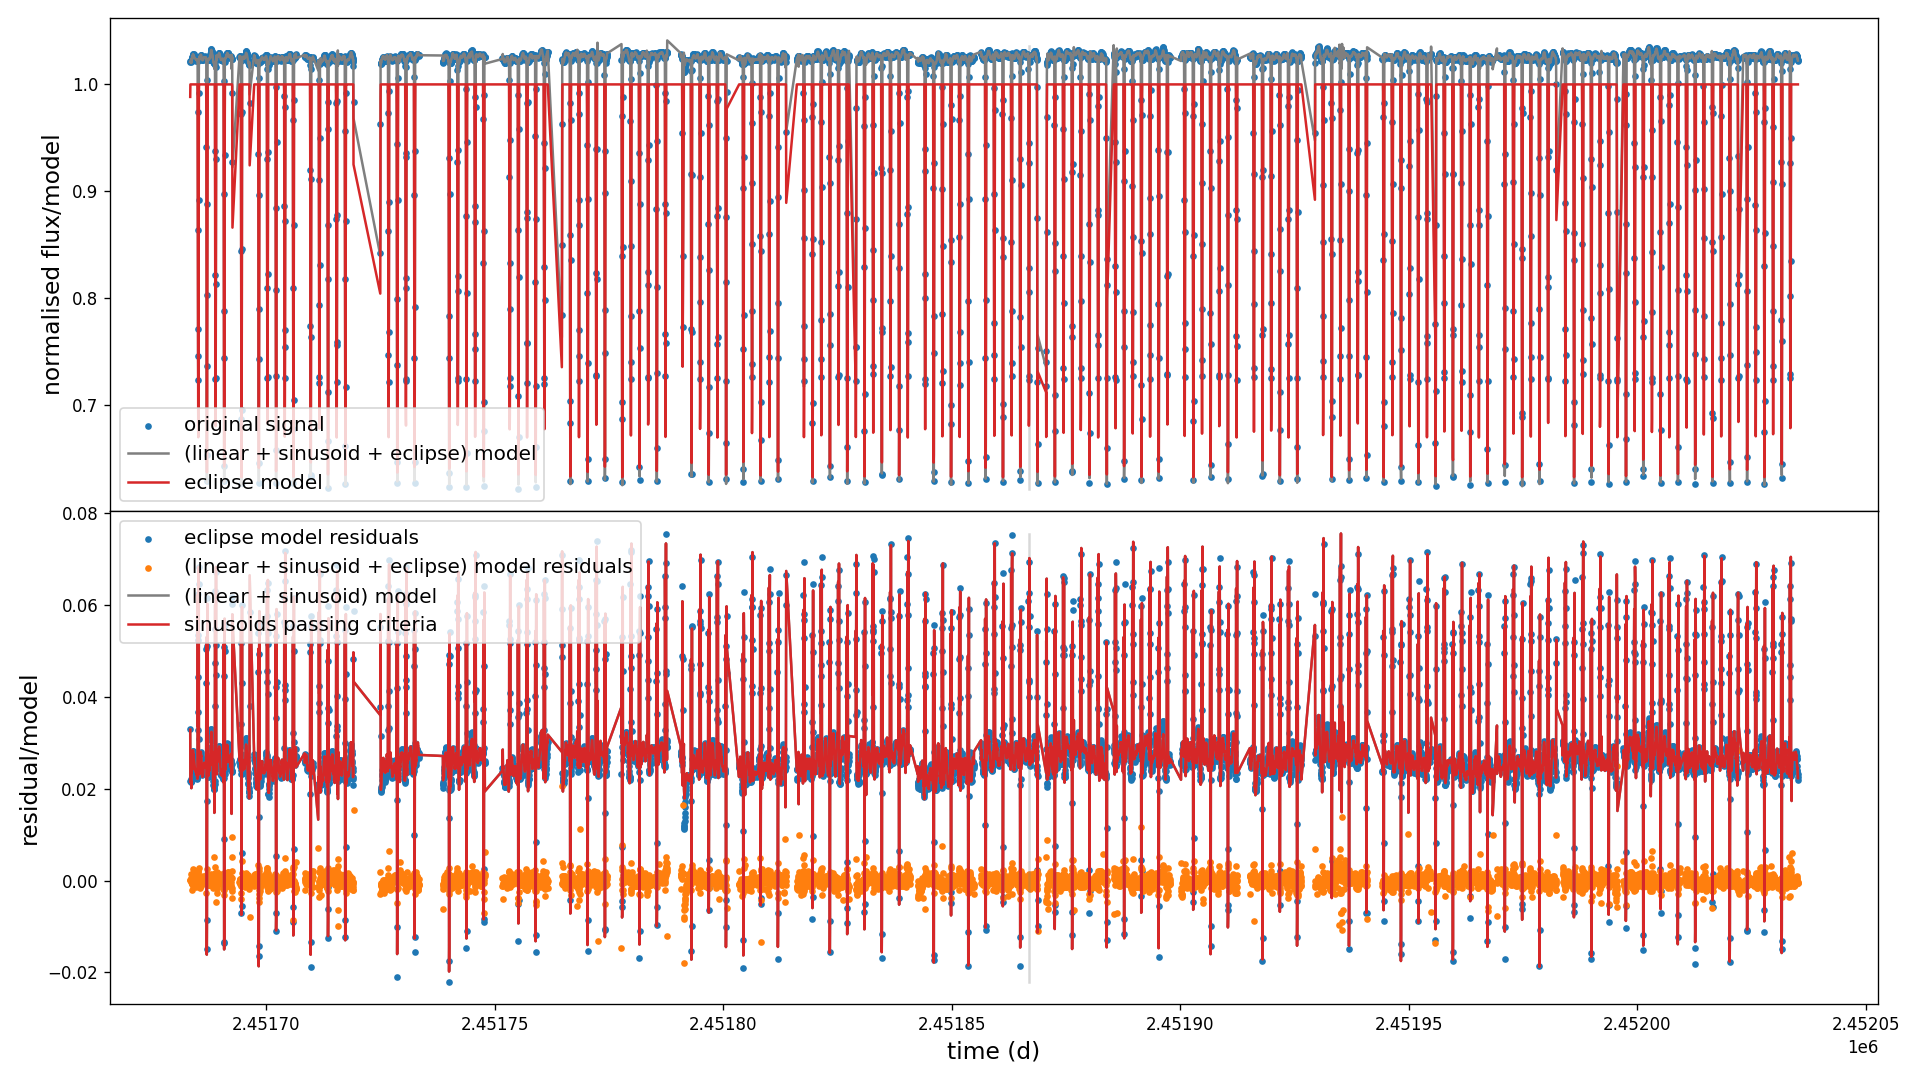 normalised flux/model
1.0
0.9
0.8
0.7
original signal
(linear + sinusoid + eclipse) model
eclipse model
residual/model
0.08
0.06
0.04
0.02
0.00
−0.02
eclipse model residuals
(linear + sinusoid + eclipse) model residuals
(linear + sinusoid) model
sinusoids passing criteria
2.45170 2.45175 2.45180 2.45185 2.45190 2.45195 2.45200 2.45205
1e6
time (d)